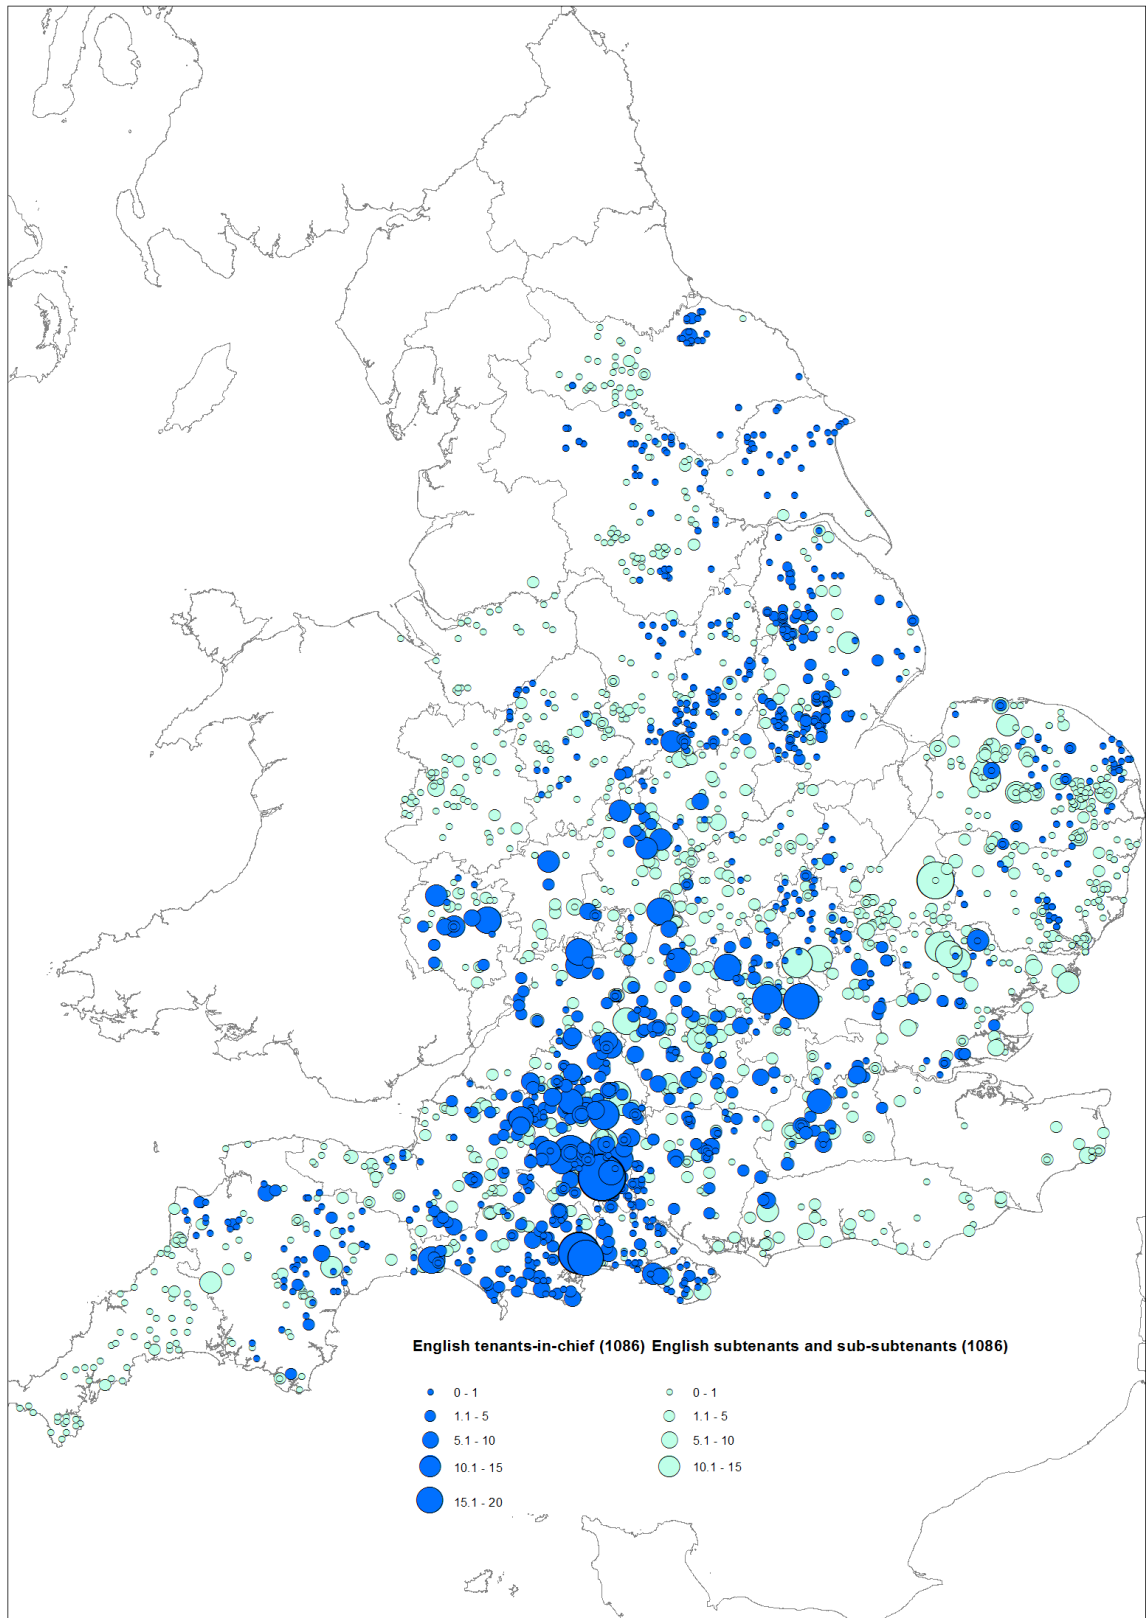 English tenants-in-chief (1086) English subtenants and sub-subtenants (1086)
0 - 1 0 - 1
1.1 - 5 1.1 - 5
5.1 - 10 5.1 - 10
10.1 - 15 10.1 - 15
15.1 - 20